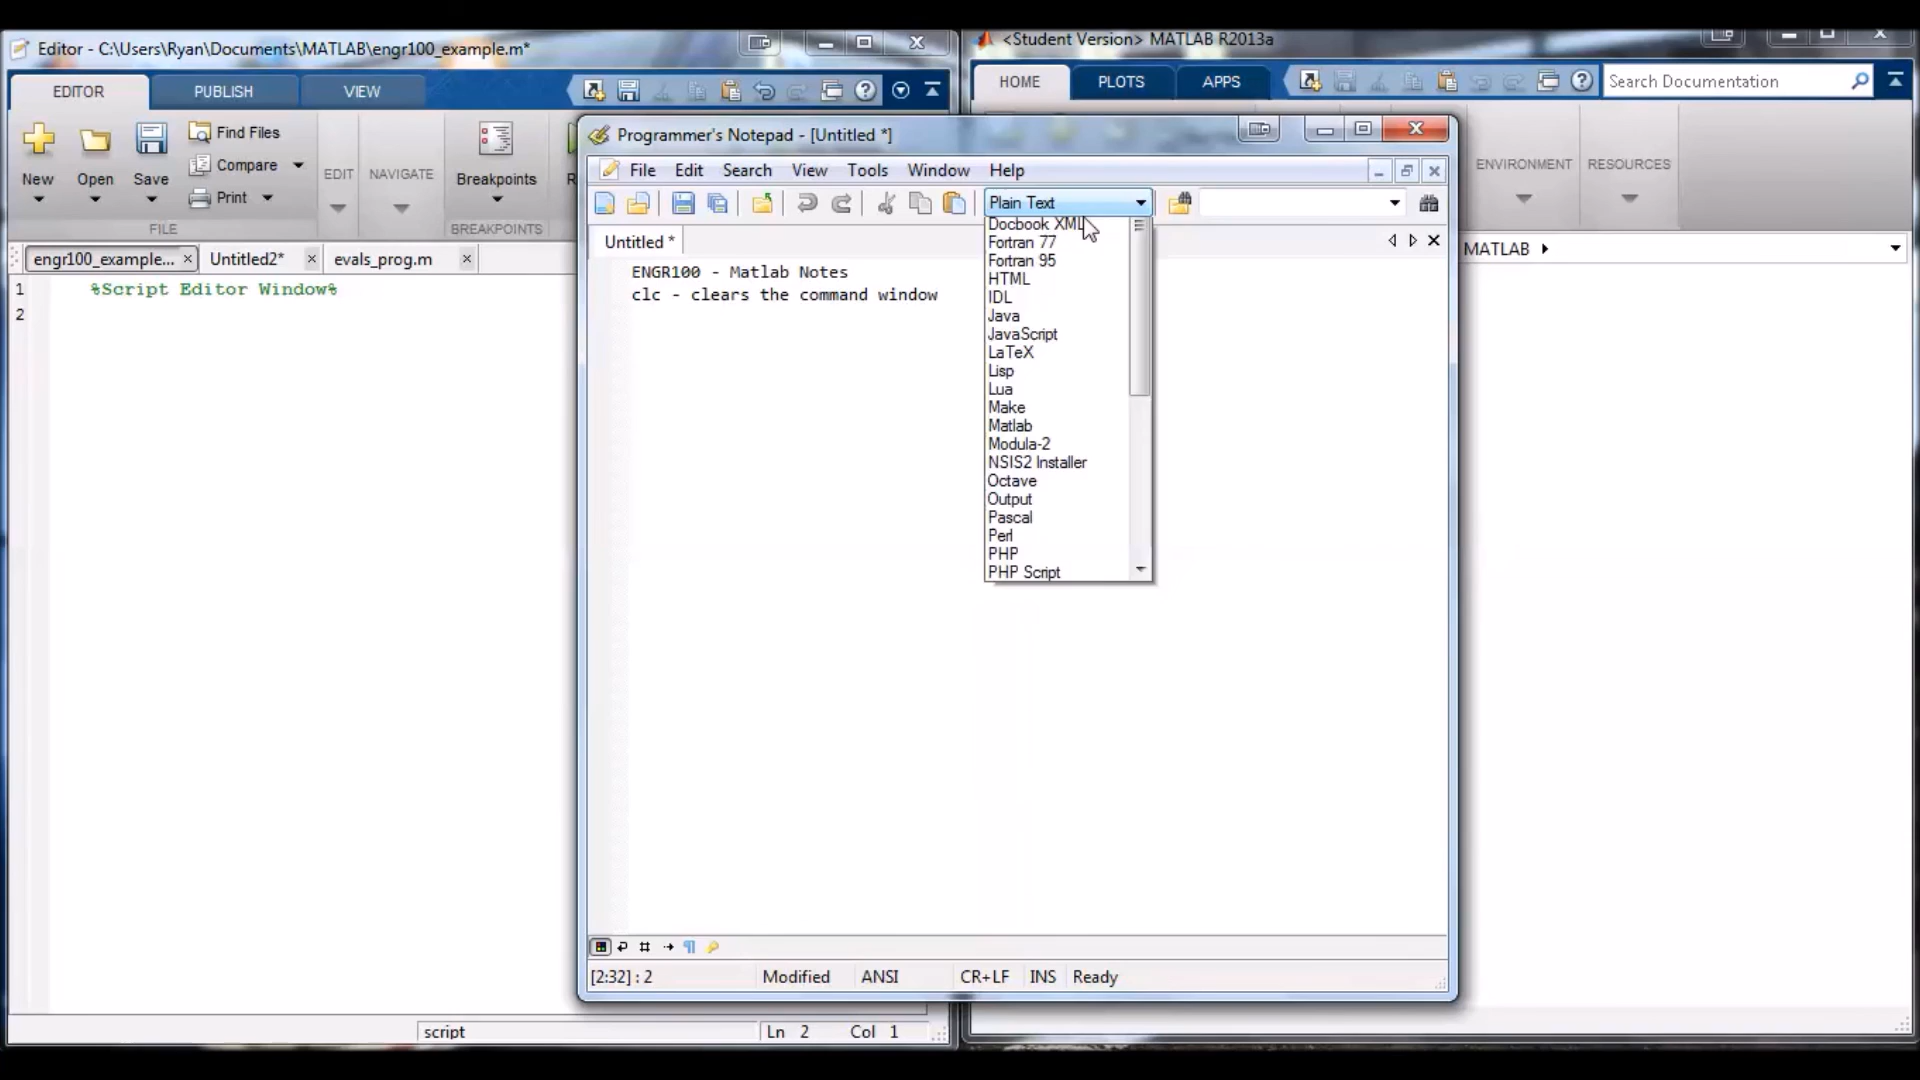 Editor - C:\Users\Ryan\Documents\MATLAB\engr100_example.m*
EDITOR
PUBLISH
VIEW
New
Open
Save
Find Files
Compare
Print
FILE
EDIT
NAVIGATE
Breakpoints
BREAKPOINTS
R
engr100_example...
Untitled2*
evals_prog.m
1
%Script Editor Window%
2
script
Ln 2
Col 1
<Student Version> MATLAB R2013a
HOME
PLOTS
APPS
Search Documentation
ENVIRONMENT
RESOURCES
MATLAB
Programmer's Notepad - [Untitled *]
File
Edit
Search
View
Tools
Window
Help
Plain Text
Untitled *
ENGR100 - Matlab Notes
clc - clears the command window
Docbook XML
Fortran 77
Fortran 95
HTML
IDL
Java
JavaScript
LaTeX
Lisp
Lua
Make
Matlab
Modula-2
NSIS2 Installer
Octave
Output
Pascal
Perl
PHP
PHP Script
[2:32] : 2
Modified
ANSI
CR+LF
INS
Ready